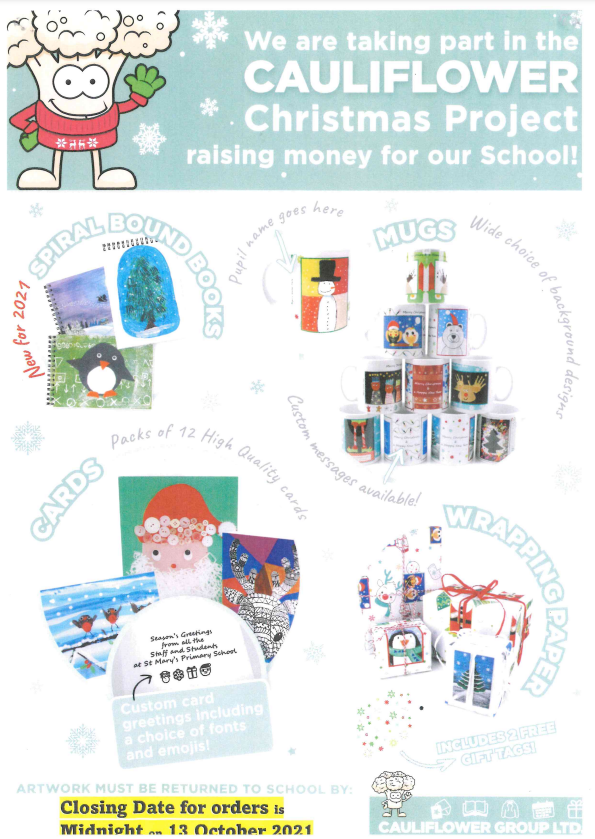 We are taking part in the
CAULIFLOWER
Christmas Project
raising money for our School!
SPIRAL BOUND BOOKS
New for 2021
Pupil name goes here
MUGS
Wide choice of background designs
Custom messages available!
Packs of 12 High Quality cards
CARDS
Season's Greetings
from all the
Staff and Students
at St Mary's Primary School
Custom card
greetings including
a choice of fonts
and emojis!
WRAPPING PAPER
INCLUDES 2 FREE
GIFT TAGS!
ARTWORK MUST BE RETURNED TO SCHOOL BY:
Closing Date for orders is
Midnight on 13 October 2021
CAULIFLOWER GROUP LTD